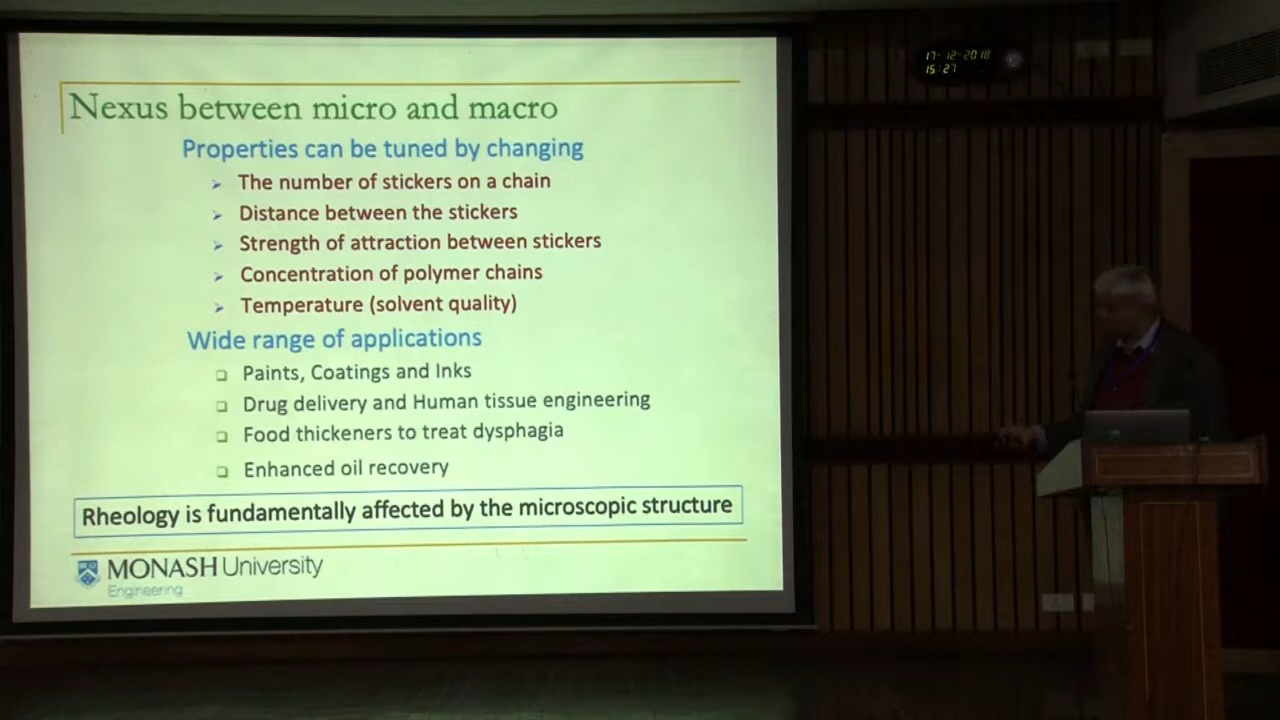 Nexus between micro and macro
Properties can be tuned by changing
The number of stickers on a chain
Distance between the stickers
Strength of attraction between stickers
Concentration of polymer chains
Temperature (solvent quality)
Wide range of applications
Paints, Coatings and Inks
Drug delivery and Human tissue engineering
Food thickeners to treat dysphagia
Enhanced oil recovery
Rheology is fundamentally affected by the microscopic structure
MONASH University
Engineering
17-12-2018
15:27